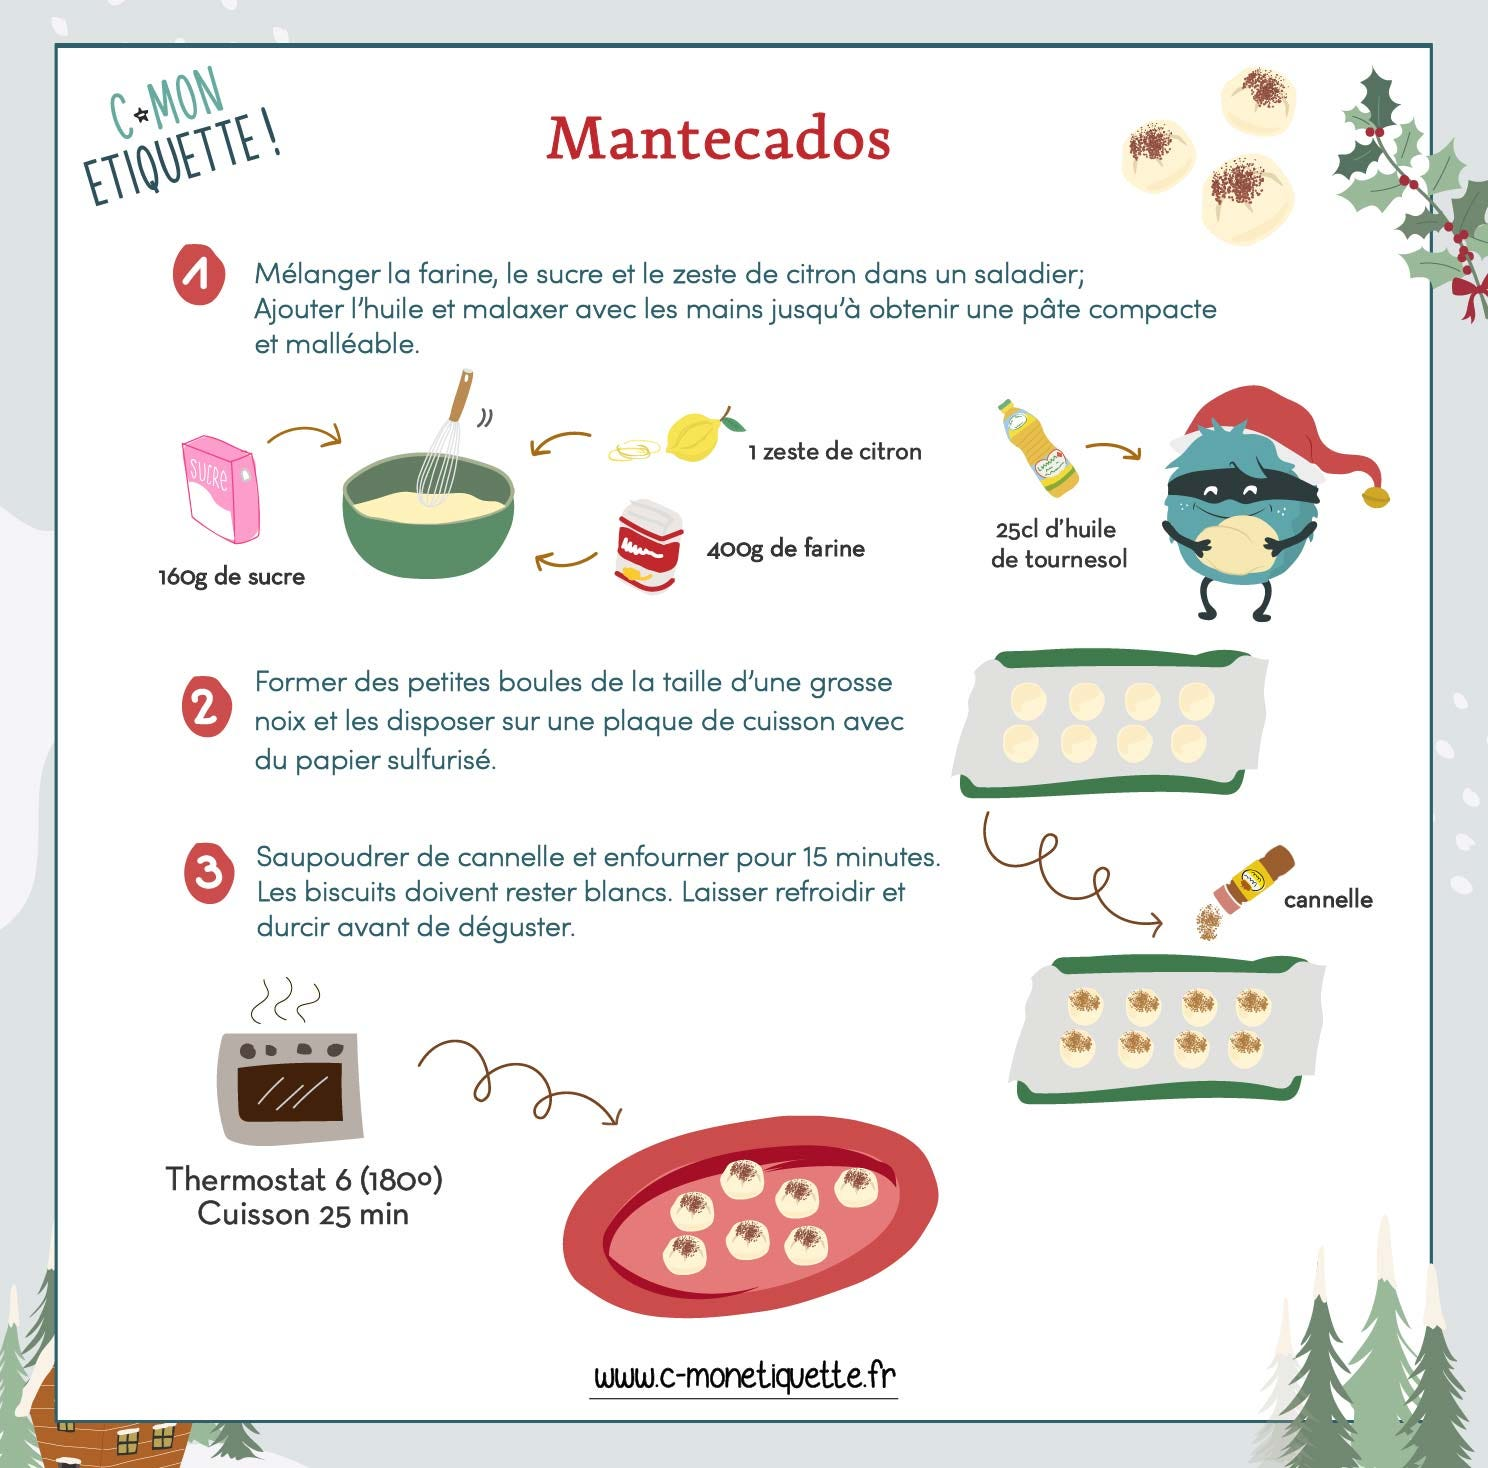 C MON
ETIQUETTE !
Mantecados
1
Mélanger la farine, le sucre et le zeste de citron dans un saladier;
Ajouter l'huile et malaxer avec les mains jusqu'à obtenir une pâte compacte
et malléable.
SUCRE
160g de sucre
1 zeste de citron
400g de farine
25cl d'huile
de tournesol
2
Former des petites boules de la taille d'une grosse
noix et les disposer sur une plaque de cuisson avec
du papier sulfurisé.
3
Saupoudrer de cannelle et enfourner pour 15 minutes.
Les biscuits doivent rester blancs. Laisser refroidir et
durcir avant de déguster.
cannelle
Thermostat 6 (180º)
Cuisson 25 min
www.c-monetiquette.fr